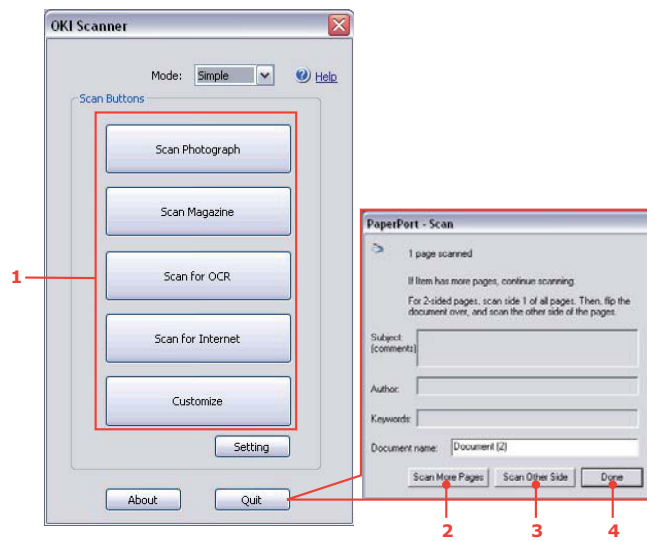 OKI Scanner
Mode: Simple Help
Scan Buttons
Scan Photograph
Scan Magazine
Scan for OCR
Scan for Internet
Customize
Setting
About Quit
1
PaperPort - Scan
1 page scanned
If Item has more pages, continue scanning.
For 2-sided pages, scan side 1 of all pages. Then, flip the
document over, and scan the other side of the pages.
Subject:
(comments)
Author:
Keywords:
Document name: Document (2)
Scan More Pages Scan Other Side Done
2 3 4